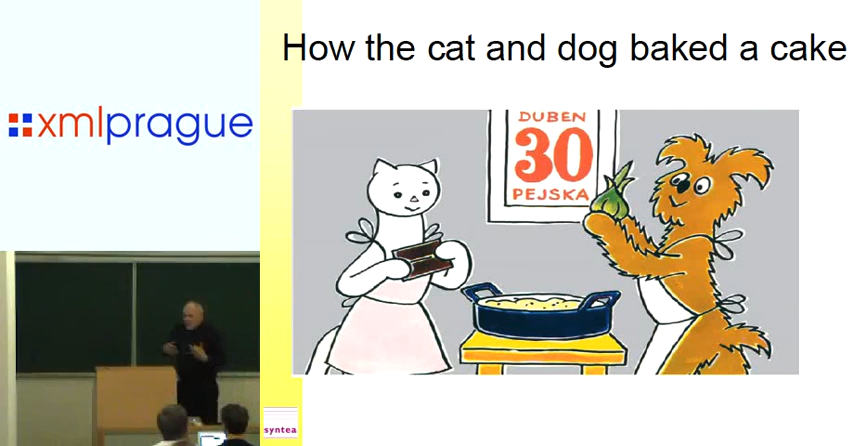 How the cat and dog baked a cake
xmlprague
DUBEN
30
PEJSKA
syntea